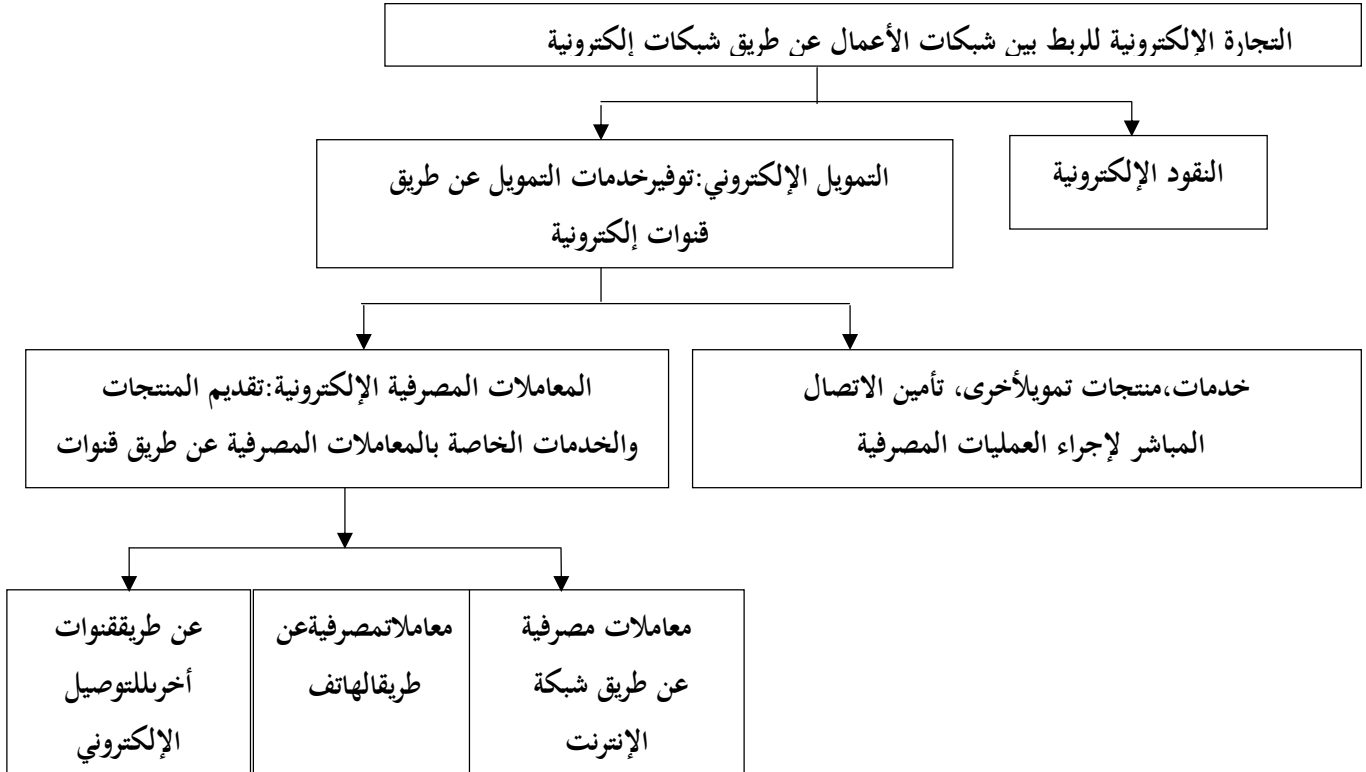 التجارة الإلكترونية للربط بين شبكات الأعمال عن طريق شبكات إلكترونية
النقود الإلكترونية
التمويل الإلكتروني:توفيرخدمات التمويل عن طريق
قنوات إلكترونية
خدمات،منتجات تمويلأخرى، تأمين الاتصال
المباشر لإجراء العمليات المصرفية
المعاملات المصرفية الإلكترونية:تقديم المنتجات
والخدمات الخاصة بالمعاملات المصرفية عن طريق قنوات
معاملات مصرفية
عن طريق شبكة
الإنترنت
معاملاتمصرفيةعن
طريقالهاتف
عن طريققنوات
أخرىللتوصيل
الإلكتروني